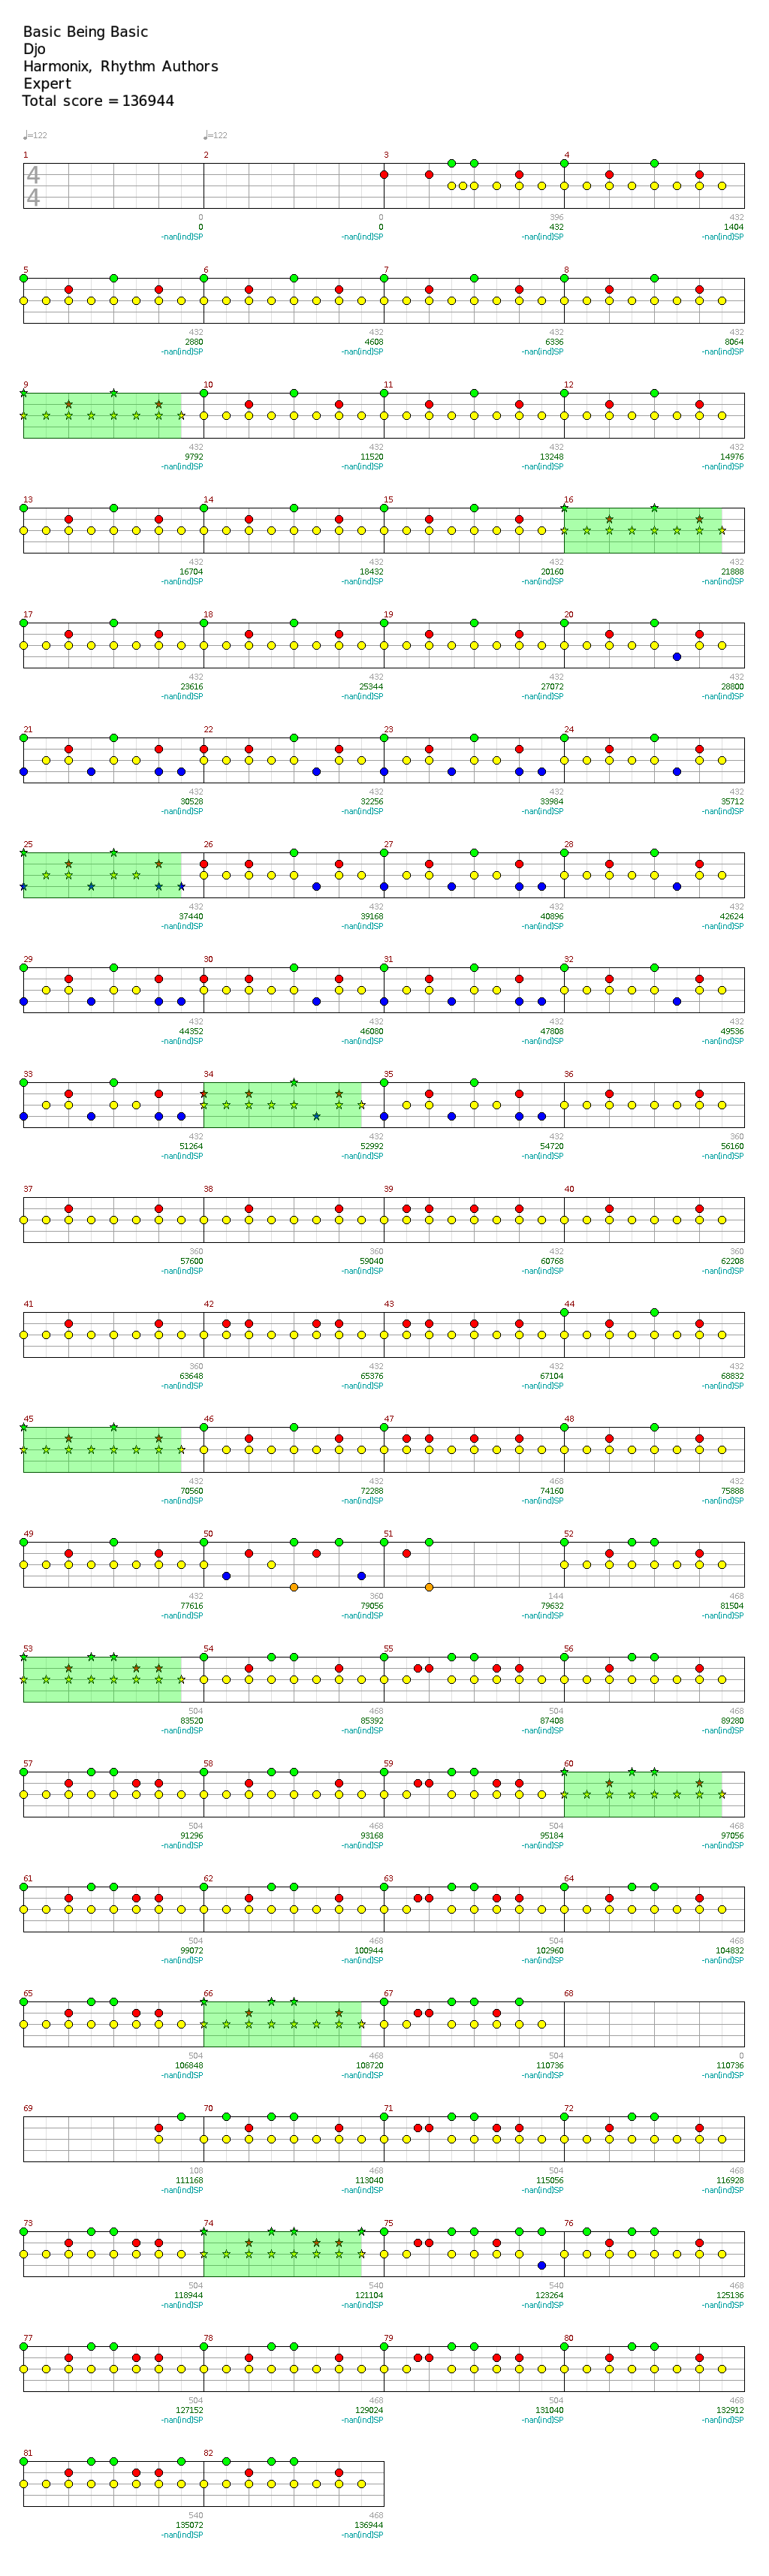 Basic Being Basic
Djo
Harmonix, Rhythm Authors
Expert
Total score = 136944
♩=122 ♩=122
1 2 3 4
4
4
0 0 396 432
0 0 432 1404
-nan(ind)SP -nan(ind)SP -nan(ind)SP -nan(ind)SP
5 6 7 8
432 432 432 432
2880 4608 6336 8064
-nan(ind)SP -nan(ind)SP -nan(ind)SP -nan(ind)SP
9 10 11 12
432 432 432 432
9792 11520 13248 14976
-nan(ind)SP -nan(ind)SP -nan(ind)SP -nan(ind)SP
13 14 15 16
432 432 432 432
16704 18432 20160 21888
-nan(ind)SP -nan(ind)SP -nan(ind)SP -nan(ind)SP
17 18 19 20
432 432 432 432
23616 25344 27072 28800
-nan(ind)SP -nan(ind)SP -nan(ind)SP -nan(ind)SP
21 22 23 24
432 432 432 432
30528 32256 33984 35712
-nan(ind)SP -nan(ind)SP -nan(ind)SP -nan(ind)SP
25 26 27 28
432 432 432 432
37440 39168 40896 42624
-nan(ind)SP -nan(ind)SP -nan(ind)SP -nan(ind)SP
29 30 31 32
432 432 432 432
44352 46080 47808 49536
-nan(ind)SP -nan(ind)SP -nan(ind)SP -nan(ind)SP
33 34 35 36
432 432 432 360
51264 52992 54720 56160
-nan(ind)SP -nan(ind)SP -nan(ind)SP -nan(ind)SP
37 38 39 40
360 360 432 360
57600 59040 60768 62208
-nan(ind)SP -nan(ind)SP -nan(ind)SP -nan(ind)SP
41 42 43 44
360 432 432 432
63648 65376 67104 68832
-nan(ind)SP -nan(ind)SP -nan(ind)SP -nan(ind)SP
45 46 47 48
432 432 468 432
70560 72288 74160 75888
-nan(ind)SP -nan(ind)SP -nan(ind)SP -nan(ind)SP
49 50 51 52
432 360 144 468
77616 79056 79632 81504
-nan(ind)SP -nan(ind)SP -nan(ind)SP -nan(ind)SP
53 54 55 56
504 468 504 468
83520 85392 87408 89280
-nan(ind)SP -nan(ind)SP -nan(ind)SP -nan(ind)SP
57 58 59 60
504 468 504 468
91296 93168 95184 97056
-nan(ind)SP -nan(ind)SP -nan(ind)SP -nan(ind)SP
61 62 63 64
504 468 504 468
99072 100944 102960 104832
-nan(ind)SP -nan(ind)SP -nan(ind)SP -nan(ind)SP
65 66 67 68
504 468 504 0
106848 108720 110736 110736
-nan(ind)SP -nan(ind)SP -nan(ind)SP -nan(ind)SP
69 70 71 72
108 468 504 468
111168 113040 115056 116928
-nan(ind)SP -nan(ind)SP -nan(ind)SP -nan(ind)SP
73 74 75 76
504 540 540 468
118944 121104 123264 125136
-nan(ind)SP -nan(ind)SP -nan(ind)SP -nan(ind)SP
77 78 79 80
504 468 504 468
127152 129024 131040 132912
-nan(ind)SP -nan(ind)SP -nan(ind)SP -nan(ind)SP
81 82
540 468
135072 136944
-nan(ind)SP -nan(ind)SP